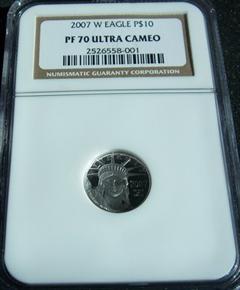 2007 W EAGLE P$10
PF 70 ULTRA CAMEO
2526558-001
NUMISMATIC GUARANTY CORPORATION